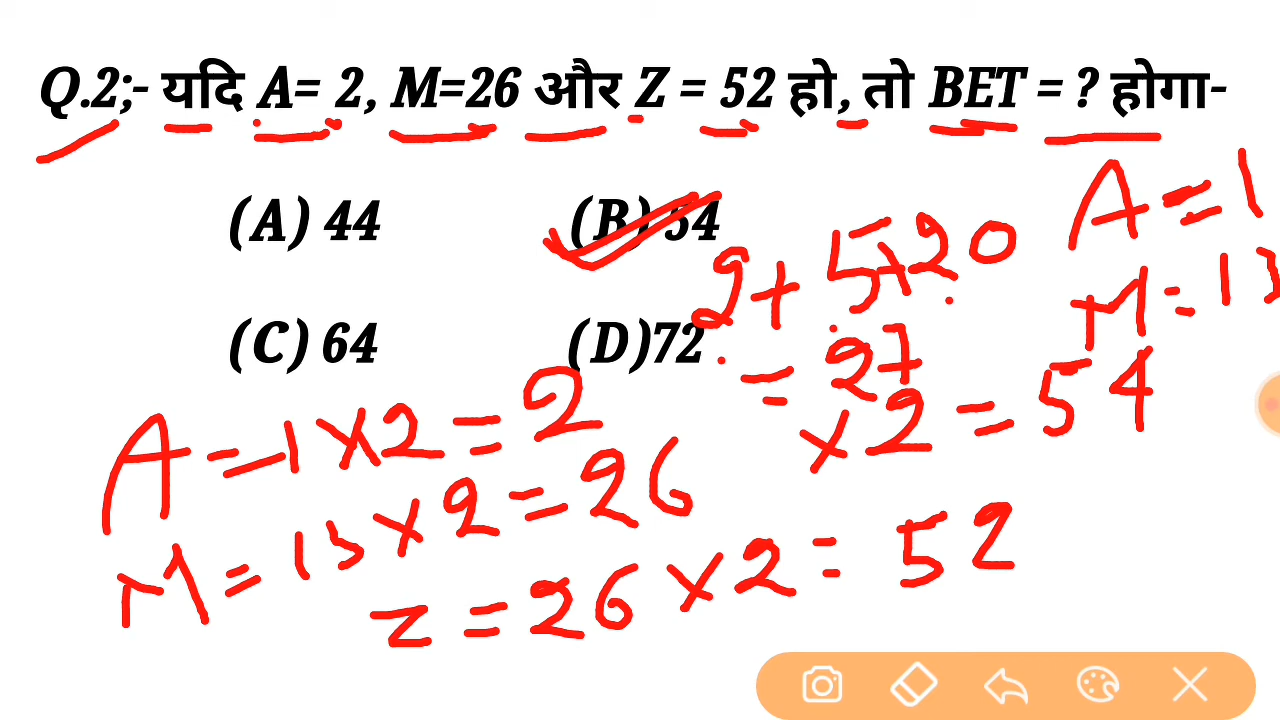 Q.2;- यदि A= 2, M=26 और Z = 52 हो, तो BET = ? होगा-
(A) 44 (B) 54
A=1
2+5+20
M=13
(C) 64 (D)72
= 27
×2=54
A=1×2=2
M=13×2=26
Z=26×2=52